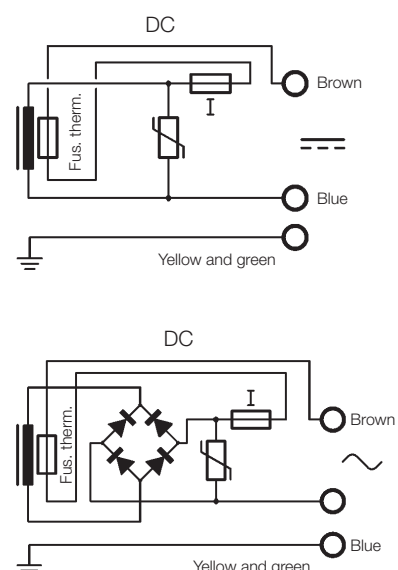 DC
Brown
Fus. therm.
I
Blue
Yellow and green
DC
I
Brown
Fus. therm.
Blue
Yellow and green